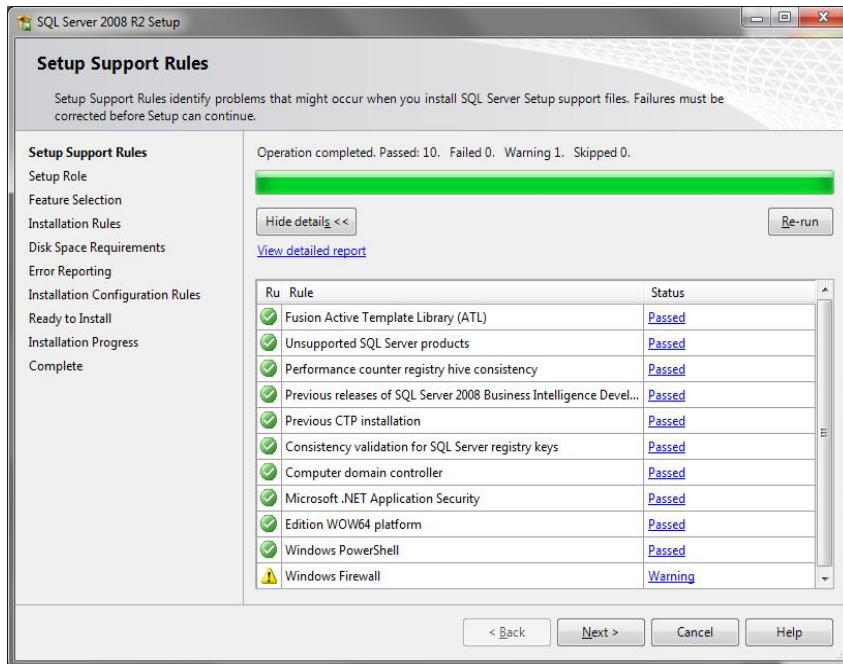 SQL Server 2008 R2 Setup
Setup Support Rules
Setup Support Rules identify problems that might occur when you install SQL Server Setup support files. Failures must be
corrected before Setup can continue.
Setup Support Rules
Setup Role
Feature Selection
Installation Rules
Disk Space Requirements
Error Reporting
Installation Configuration Rules
Ready to Install
Installation Progress
Complete
Operation completed. Passed: 10. Failed 0. Warning 1. Skipped 0.
Hide details <<
Re-run
View detailed report
Ru Rule Status
Fusion Active Template Library (ATL) Passed
Unsupported SQL Server products Passed
Performance counter registry hive consistency Passed
Previous releases of SQL Server 2008 Business Intelligence Devel... Passed
Previous CTP installation Passed
Consistency validation for SQL Server registry keys Passed
Computer domain controller Passed
Microsoft .NET Application Security Passed
Edition WOW64 platform Passed
Windows PowerShell Passed
Windows Firewall Warning
< Back Next > Cancel Help